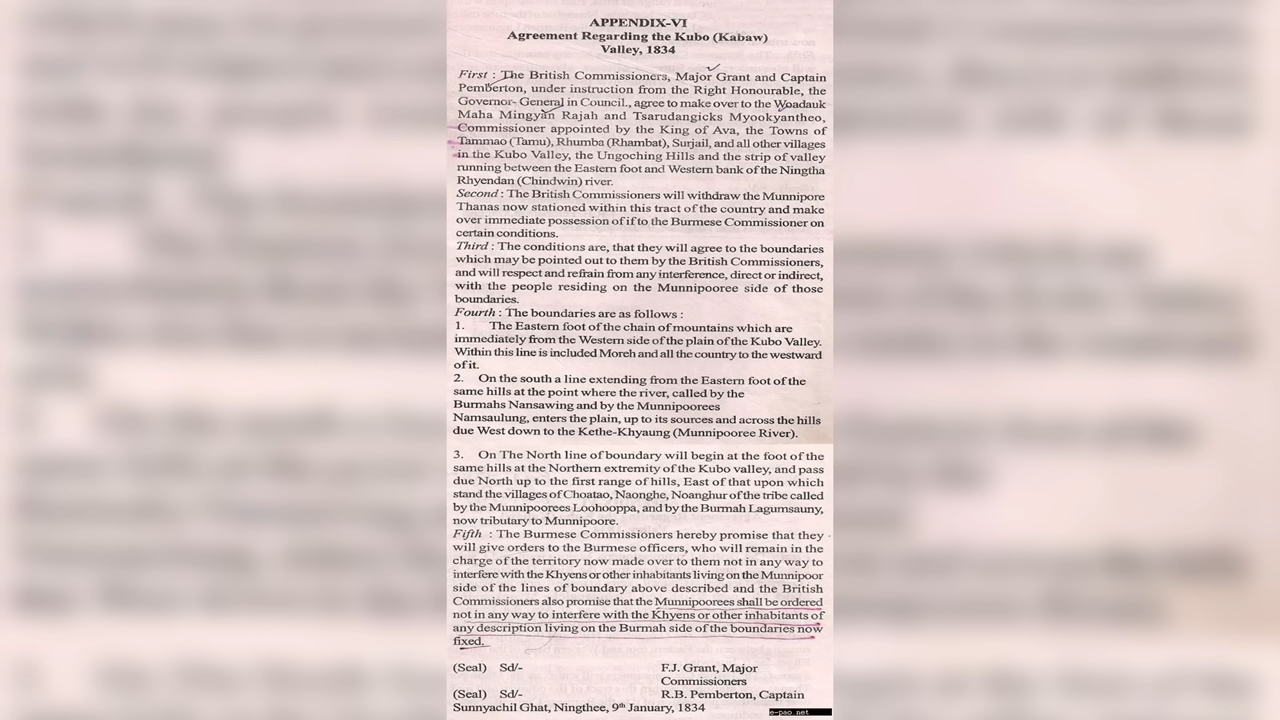 APPENDIX-VI
Agreement Regarding the Kubo (Kabaw)
Valley, 1834
First : The British Commissioners, Major Grant and Captain
Pemberton, under instruction from the Right Honourable, the
Governor- General in Council., agree to make over to the Woadauk
Maha Mingyan Rajah and Tsarudangicks Myookyantheo,
Commissioner appointed by the King of Ava, the Towns of
Tammao (Tamu), Rhumba (Rhambat), Surjail, and all other villages
in the Kubo Valley, the Ungoching Hills and the strip of valley
running between the Eastern foot and Western bank of the Ningtha
Rhyendan (Chindwin) river.
Second : The British Commissioners will withdraw the Munnipore
Thanas now stationed within this tract of the country and make
over immediate possession of if to the Burmese Commissioner on
certain conditions.
Third : The conditions are, that they will agree to the boundaries
which may be pointed out to them by the British Commissioners,
and will respect and refrain from any interference, direct or indirect,
with the people residing on the Munnipooree side of those
boundaries.
Fourth : The boundaries are as follows :
1. The Eastern foot of the chain of mountains which are
immediately from the Western side of the plain of the Kubo Valley.
Within this line is included Moreh and all the country to the westward
of it.
2. On the south a line extending from the Eastern foot of the
same hills at the point where the river, called by the
Burmahs Nansawing and by the Munnipoorees
Namsaulung, enters the plain, up to its sources and across the hills
due West down to the Kethe-Khyaung (Munnipooree River).
3. On The North line of boundary will begin at the foot of the
same hills at the Northern extremity of the Kubo valley, and pass
due North up to the first range of hills, East of that upon which
stand the villages of Choatao, Naonghe, Noanghur of the tribe called
by the Munnipoorees Loohooppa, and by the Burmah Lagumsauny,
now tributary to Munnipoore.
Fifth : The Burmese Commissioners hereby promise that they
will give orders to the Burmese officers, who will remain in the
charge of the territory now made over to them not in any way to
interfere with the Khyens or other inhabitants living on the Munnipoor
side of the lines of boundary above described and the British
Commissioners also promise that the Munnipoorees shall be ordered
not in any way to interfere with the Khyens or other inhabitants of
any description living on the Burmah side of the boundaries now
fixed.
(Seal) Sd/- F.J. Grant, Major
Commissioners
(Seal) Sd/- R.B. Pemberton, Captain
Sunnyachil Ghat, Ningthee, 9th January, 1834
e-pao.net